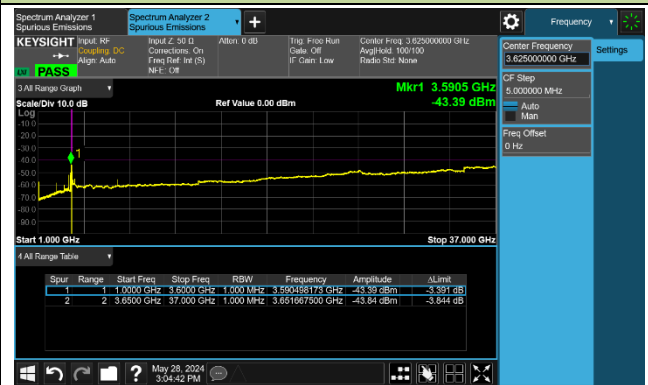 Spectrum Analyzer 1
Spurious Emissions
Spectrum Analyzer 2
Spurious Emissions
Frequency
KEYSIGHT
Input: RF
Coupling: DC
Align: Auto
Input Z: 50 Ω
Corrections: On
Freq Ref: Int (S)
NFE: Off
Atten: 0 dB
Trig: Free Run
Gate: Off
IF Gain: Low
Center Freq: 3.625000000 GHz
Avg|Hold: 100/100
Radio Std: None
PASS
Center Frequency
3.625000000 GHz
Settings
CF Step
5.000000 MHz
Auto
Man
Freq Offset
0 Hz
3 All Range Graph
Mkr1 3.5905 GHz
-43.39 dBm
Scale/Div 10.0 dB
Ref Value 0.00 dBm
Log
-10.0
-20.0
-30.0
-40.0
-50.0
-60.0
-70.0
-80.0
-90.0
1
Start 1.000 GHz
Stop 37.000 GHz
4 All Range Table
Spur Range Start Freq Stop Freq RBW Frequency Amplitude ΔLimit
1 1 1.0000 GHz 3.6000 GHz 1.000 MHz 3.590498173 GHz -43.39 dBm -3.391 dB
2 2 3.6500 GHz 37.000 GHz 1.000 MHz 3.651667500 GHz -43.84 dBm -3.844 dB
May 28, 2024
3:04:42 PM